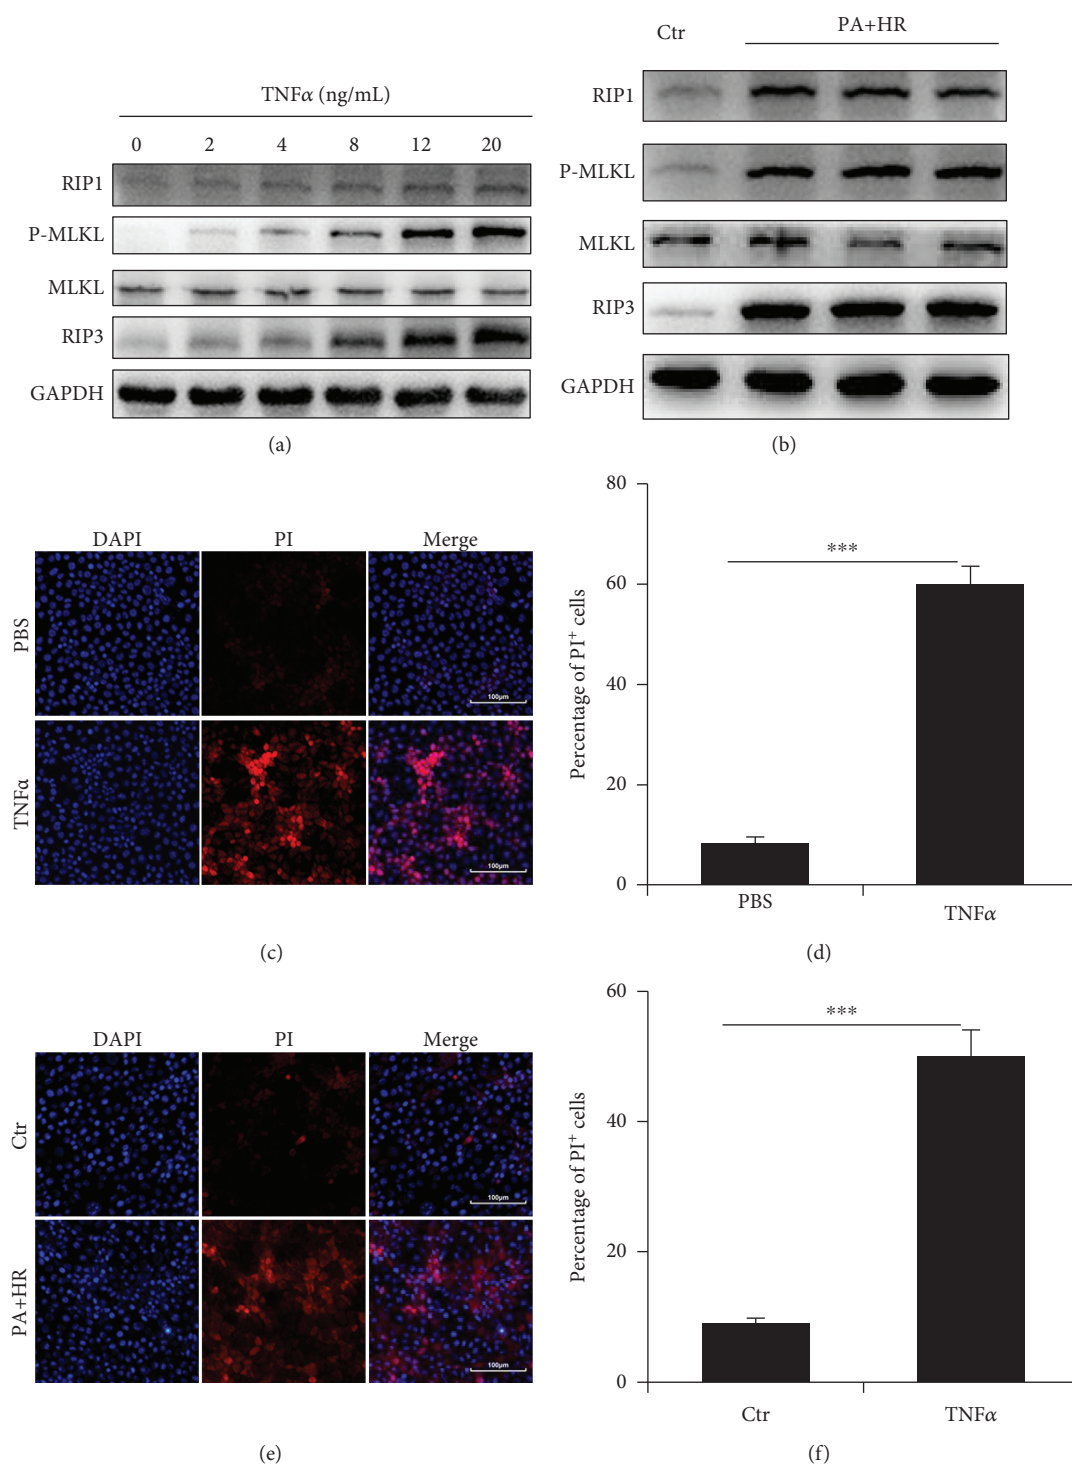 TNFα (ng/mL)
0 2 4 8 12 20
RIP1
P-MLKL
MLKL
RIP3
GAPDH
(a)
Ctr PA+HR
RIP1
P-MLKL
MLKL
RIP3
GAPDH
(b)
DAPI PI Merge
PBS
100μm
TNFα
100μm
(c)
80
60
40
20
0
Percentage of PI⁺ cells
***
PBS TNFα
(d)
DAPI PI Merge
Ctr
100μm
PA+HR
100μm
(e)
60
40
20
0
Percentage of PI⁺ cells
***
Ctr TNFα
(f)